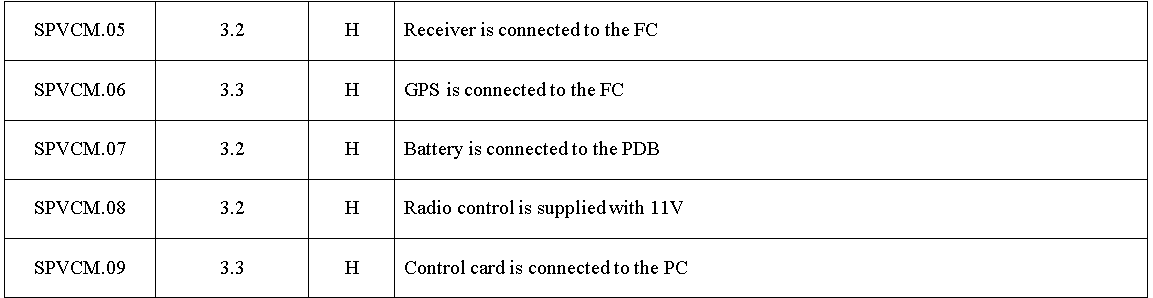 SPVCM.05 3.2 H Receiver is connected to the FC
SPVCM.06 3.3 H GPS is connected to the FC
SPVCM.07 3.2 H Battery is connected to the PDB
SPVCM.08 3.2 H Radio control is supplied with 11V
SPVCM.09 3.3 H Control card is connected to the PC